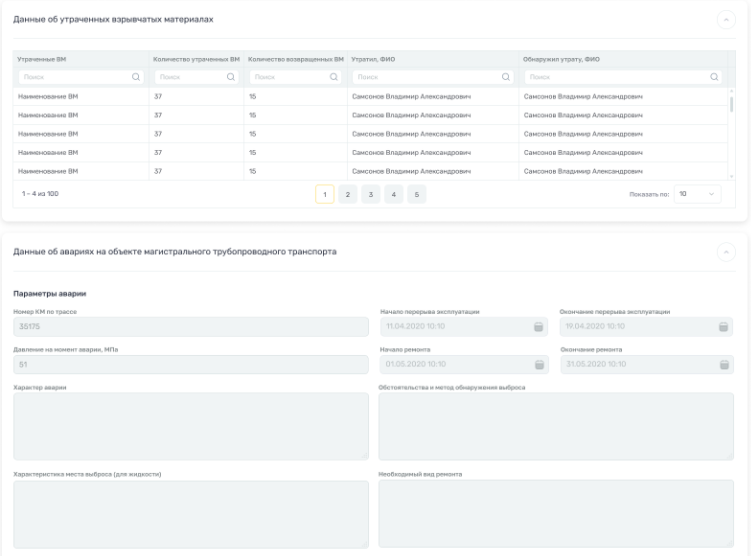 Данные об утраченных взрывчатых материалах
Утраченные ВМ Количество утраченных ВМ Количество возвращенных ВМ Утратил, ФИО Обнаружил утрату, ФИО
Поиск Поиск Поиск Поиск Поиск
Наименование ВМ 37 15 Самсонов Владимир Александрович Самсонов Владимир Александрович
Наименование ВМ 37 15 Самсонов Владимир Александрович Самсонов Владимир Александрович
Наименование ВМ 37 15 Самсонов Владимир Александрович Самсонов Владимир Александрович
Наименование ВМ 37 15 Самсонов Владимир Александрович Самсонов Владимир Александрович
Наименование ВМ 37 15 Самсонов Владимир Александрович Самсонов Владимир Александрович
1 – 4 из 100 1 2 3 4 5 Показать по: 10
Данные об авариях на объекте магистрального трубопроводного транспорта
Параметры аварии
Номер КМ по трассе Начало перерыва эксплуатации Окончание перерыва эксплуатации
35175 11.04.2020 10:10 19.04.2020 10:10
Давление на момент аварии, МПа Начало ремонта Окончание ремонта
51 01.05.2020 10:10 31.05.2020 10:10
Характер аварии Обстоятельства и метод обнаружения выброса
Характеристика места выброса (для жидкости) Необходимый вид ремонта